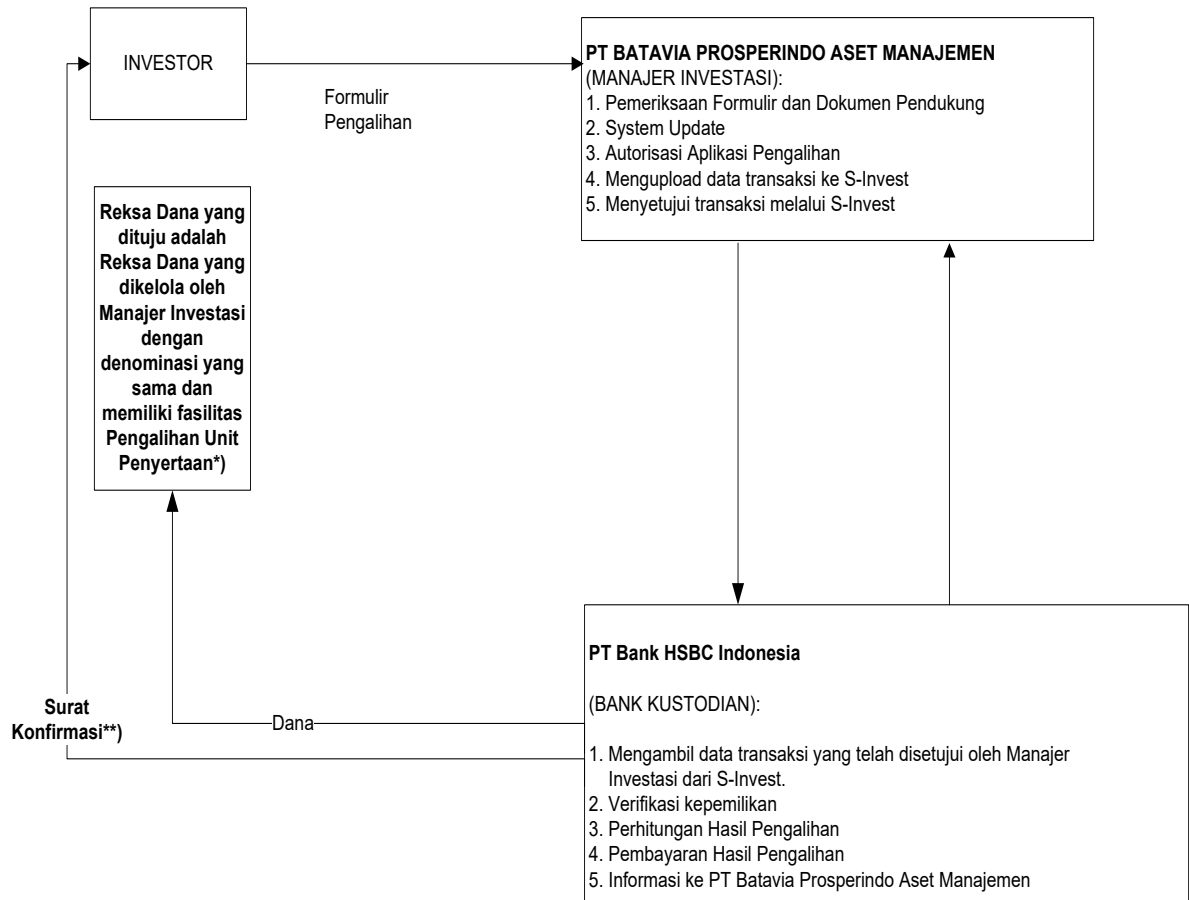 INVESTOR
Formulir
Pengalihan
PT BATAVIA PROSPERINDO ASET MANAJEMEN
(MANAJER INVESTASI):
1. Pemeriksaan Formulir dan Dokumen Pendukung
2. System Update
3. Autorisasi Aplikasi Pengalihan
4. Mengupload data transaksi ke S-Invest
5. Menyetujui transaksi melalui S-Invest
Reksa Dana yang
dituju adalah
Reksa Dana yang
dikelola oleh
Manajer Investasi
dengan
denominasi yang
sama dan
memiliki fasilitas
Pengalihan Unit
Penyertaan*)
Surat
Konfirmasi**)
Dana
PT Bank HSBC Indonesia
(BANK KUSTODIAN):
1. Mengambil data transaksi yang telah disetujui oleh Manajer
Investasi dari S-Invest.
2. Verifikasi kepemilikan
3. Perhitungan Hasil Pengalihan
4. Pembayaran Hasil Pengalihan
5. Informasi ke PT Batavia Prosperindo Aset Manajemen